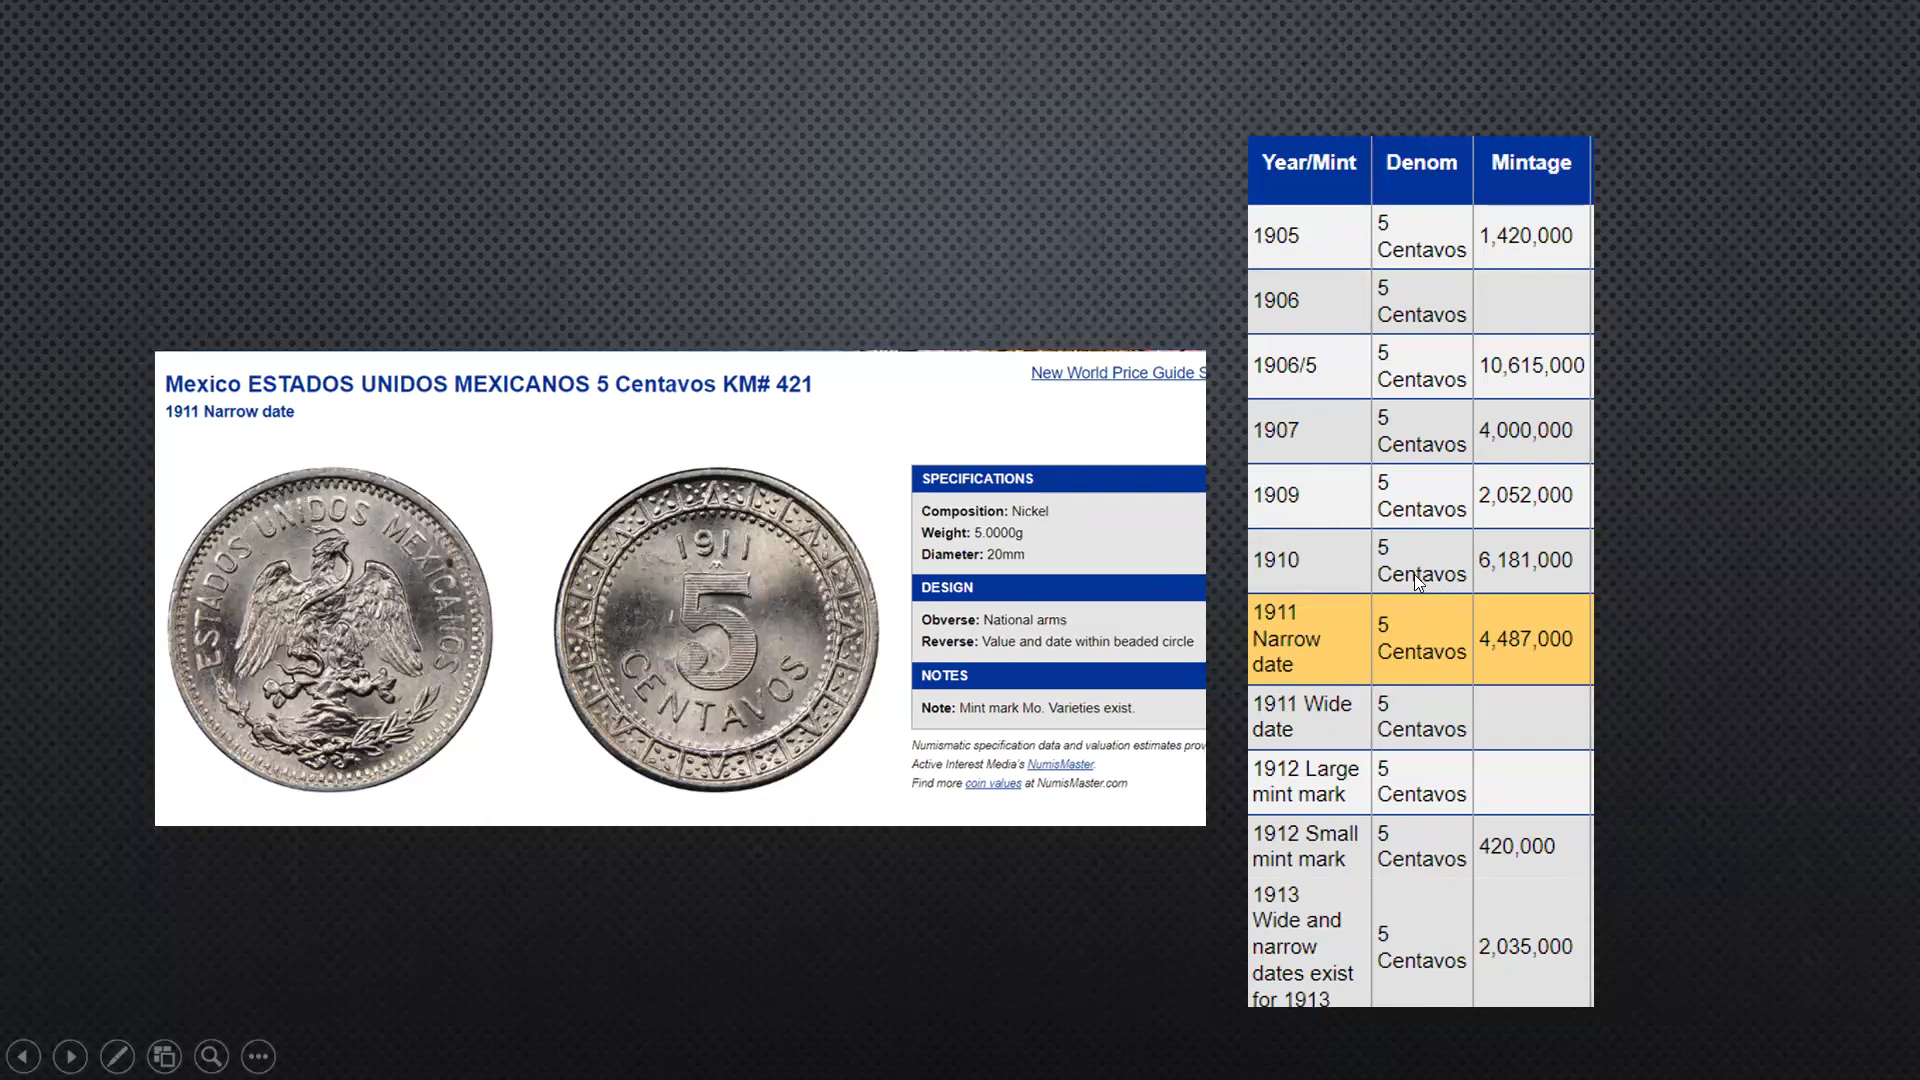 Mexico ESTADOS UNIDOS MEXICANOS 5 Centavos KM# 421
1911 Narrow date
New World Price Guide S
ESTADOS UNIDOS MEXICANOS
1911
5
CENTAVOS
SPECIFICATIONS
Composition: Nickel
Weight: 5.0000g
Diameter: 20mm
DESIGN
Obverse: National arms
Reverse: Value and date within beaded circle
NOTES
Note: Mint mark Mo. Varieties exist.
Numismatic specification data and valuation estimates prov
Active Interest Media's NumisMaster.
Find more coin values at NumisMaster.com
Year/Mint Denom Mintage
1905 5 Centavos 1,420,000
1906 5 Centavos
1906/5 5 Centavos 10,615,000
1907 5 Centavos 4,000,000
1909 5 Centavos 2,052,000
1910 5 Centavos 6,181,000
1911 Narrow date 5 Centavos 4,487,000
1911 Wide date 5 Centavos
1912 Large mint mark 5 Centavos
1912 Small mint mark 5 Centavos 420,000
1913 Wide and narrow dates exist for 1913 5 Centavos 2,035,000